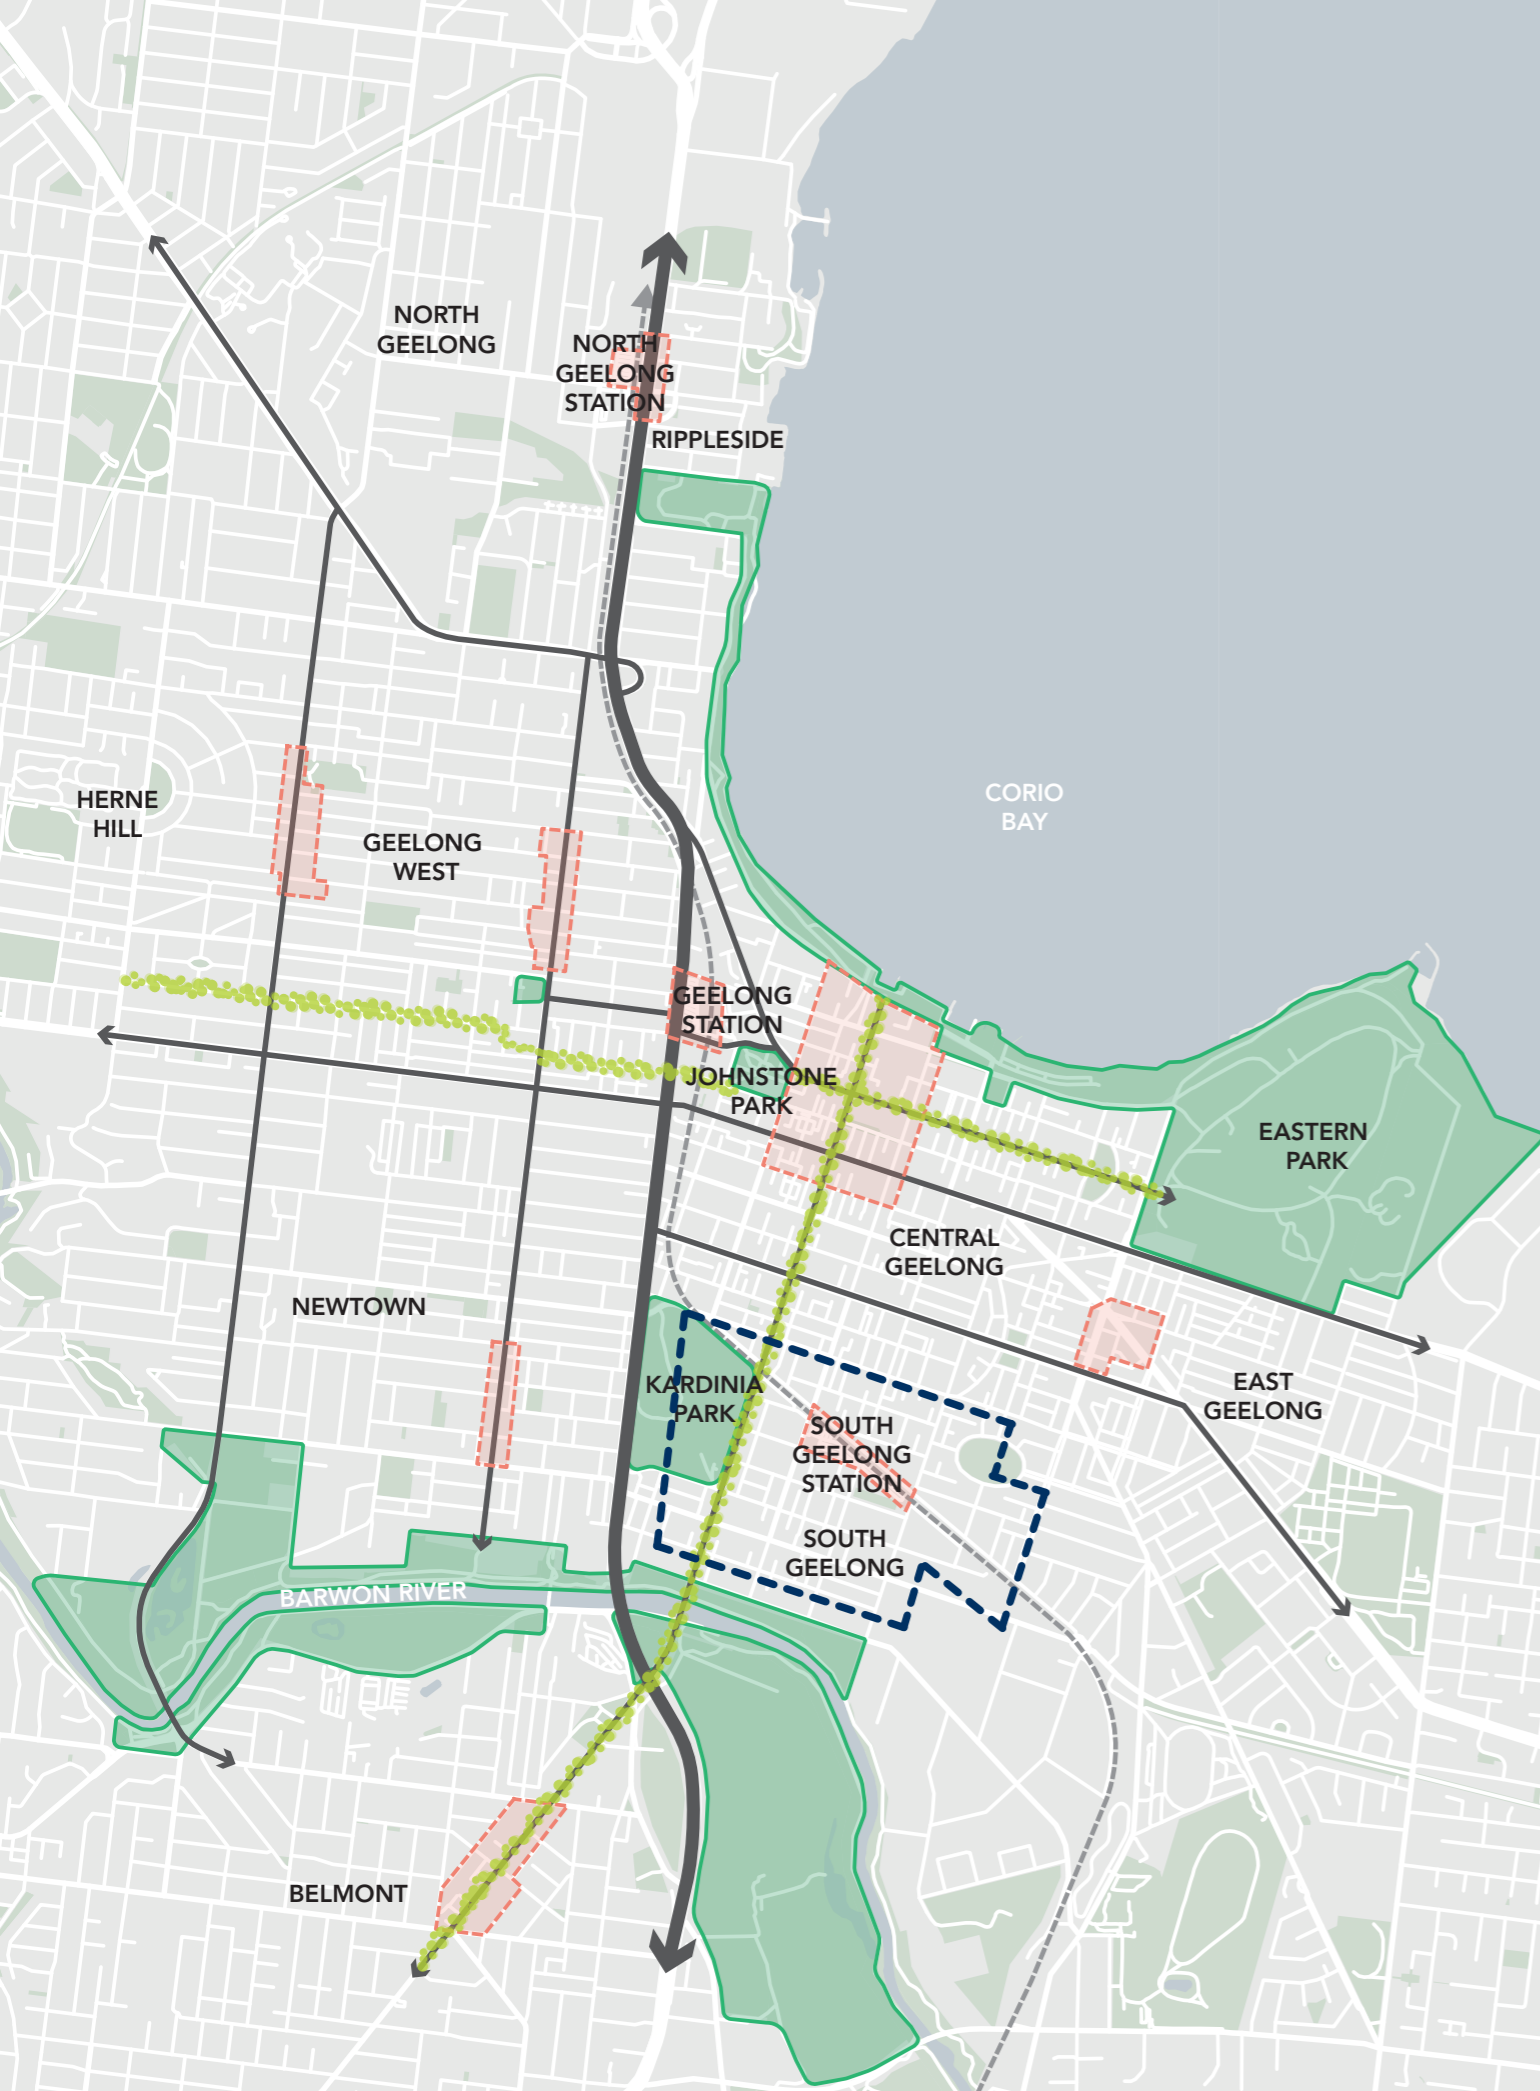 NORTH
GEELONG
NORTH
GEELONG
STATION
RIPPLESIDE
HERNE
HILL
GEELONG
WEST
CORIO
BAY
GEELONG
STATION
JOHNSTONE
PARK
EASTERN
PARK
CENTRAL
GEELONG
NEWTOWN
KARDINIA
PARK
EAST
GEELONG
SOUTH
GEELONG
STATION
SOUTH
GEELONG
BARWON RIVER
BELMONT